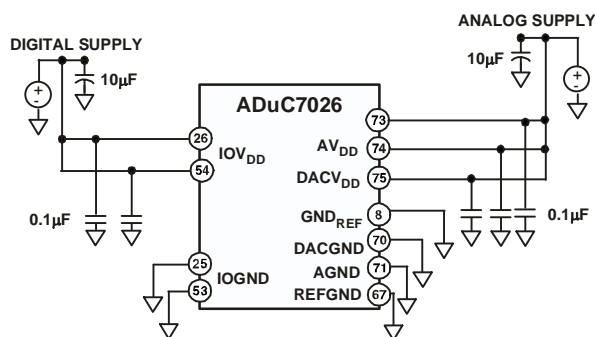 ANALOG SUPPLY
DIGITAL SUPPLY
10µF
10µF
+
-
+
-
ADuC7026
73
26
IOVDD
AVDD
74
54
DACVDD
75
0.1µF
GNDREF
8
0.1µF
DACGND
70
25
IOGND
AGND
71
53
REFGND
67